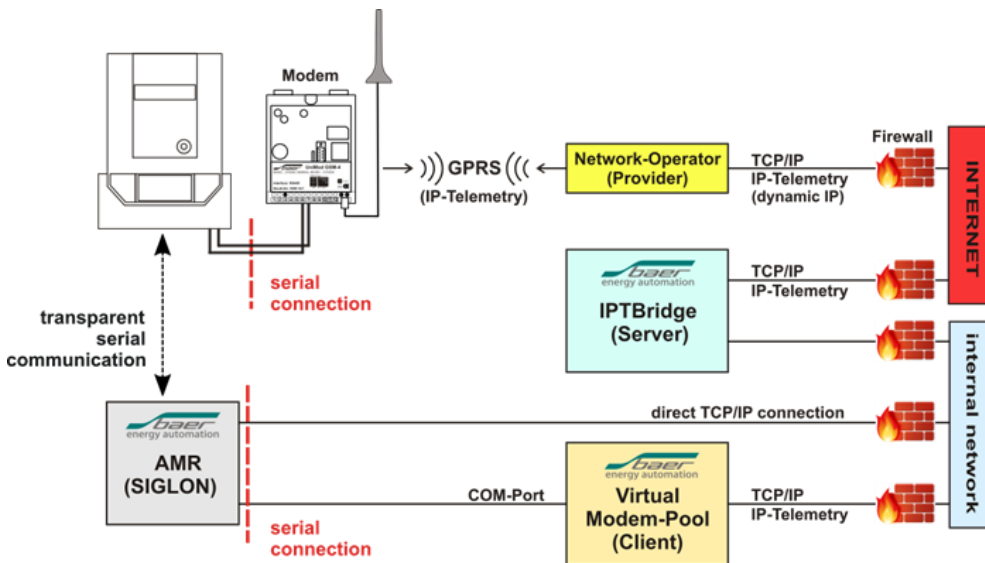 Modem
Firewall
GPRS
(IP-Telemetry)
Network-Operator
(Provider)
TCP/IP
IP-Telemetry
(dynamic IP)
INTERNET
serial
connection
baer
energy automation
IPTBridge
(Server)
TCP/IP
IP-Telemetry
transparent
serial
communication
internal network
baer
energy automation
AMR
(SIGLON)
direct TCP/IP connection
COM-Port
baer
energy automation
Virtual
Modem-Pool
(Client)
TCP/IP
IP-Telemetry
serial
connection